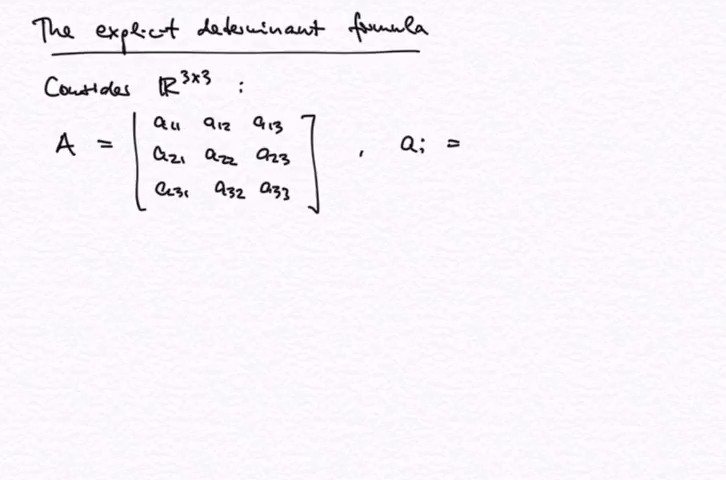 The explicit determinant formula
Consider ℝ^{3×3} :
A = [ a₁₁ a₁₂ a₁₃
a₂₁ a₂₂ a₂₃
a₃₁ a₃₂ a₃₃ ] , aᵢ =